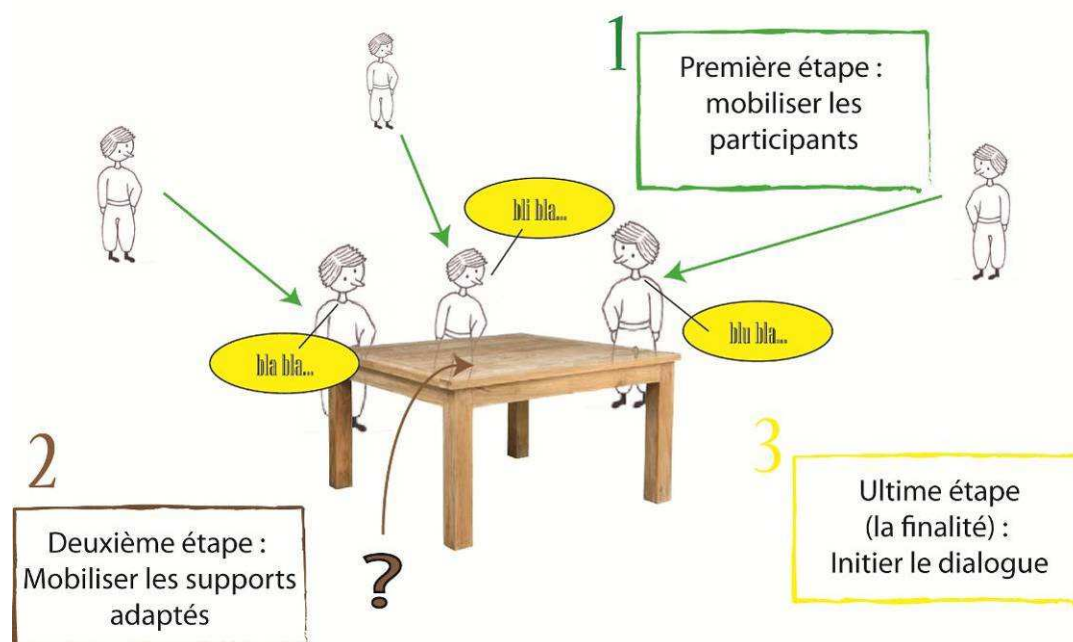 1
Première étape :
mobiliser les
participants
bli bla...
bla bla...
blu bla...
2
Deuxième étape :
Mobiliser les supports
adaptés
?
3
Ultime étape
(la finalité) :
Initier le dialogue